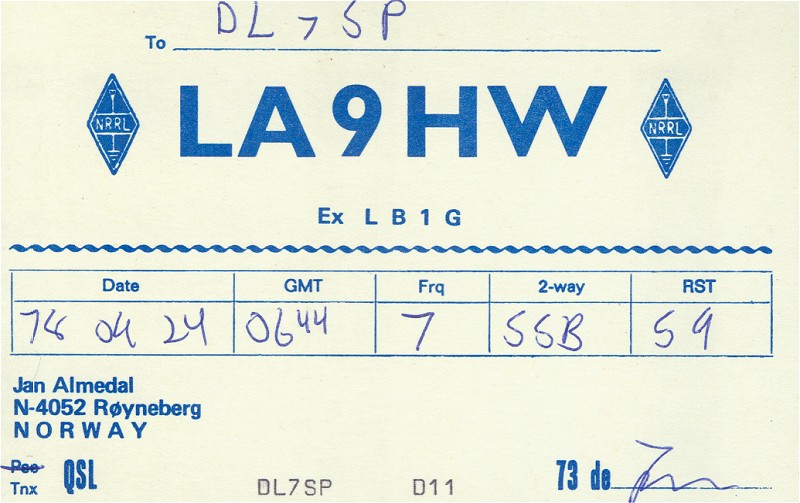 To DL7SP
NRRL LA9HW NRRL
Ex LB1G
Date GMT Frq 2-way RST
78 04 24 0644 7 SSB 59
Jan Almedal
N-4052 Røyneberg
NORWAY
Pse
Tnx QSL DL7SP D11 73 de